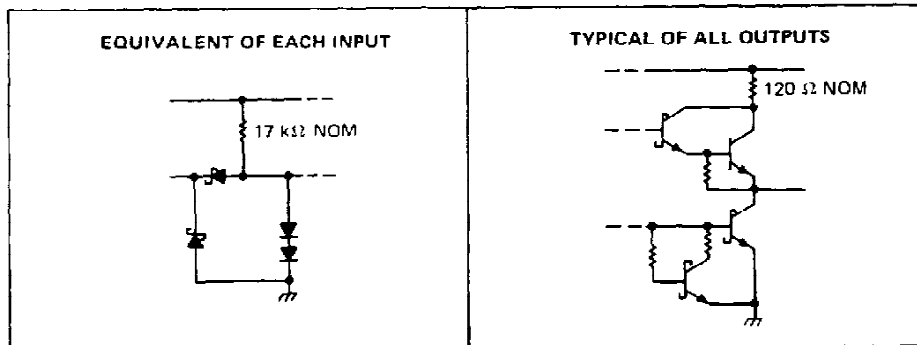 EQUIVALENT OF EACH INPUT
17 kΩ NOM
TYPICAL OF ALL OUTPUTS
120 Ω NOM